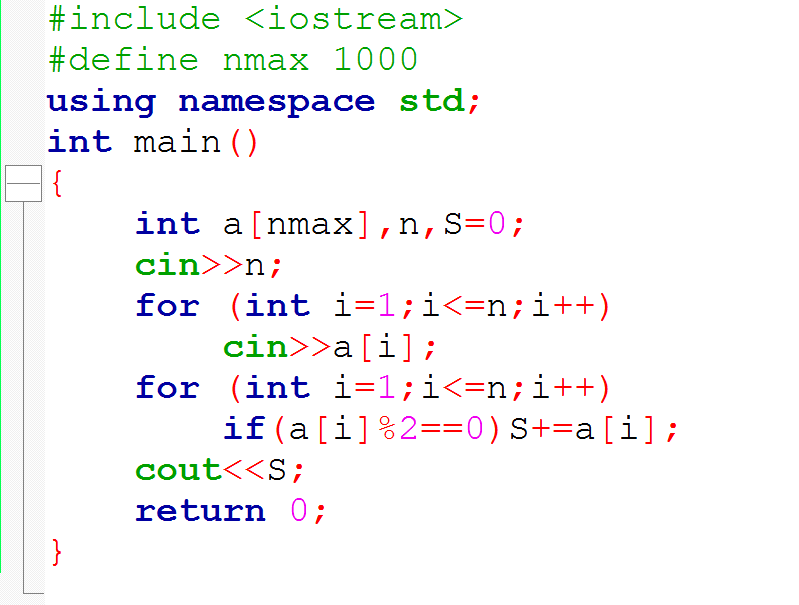 #include <iostream>
#define nmax 1000
using namespace std;
int main()
{
    int a[nmax],n,S=0;
    cin>>n;
    for (int i=1;i<=n;i++)
        cin>>a[i];
    for (int i=1;i<=n;i++)
        if(a[i]%2==0)S+=a[i];
    cout<<S;
    return 0;
}